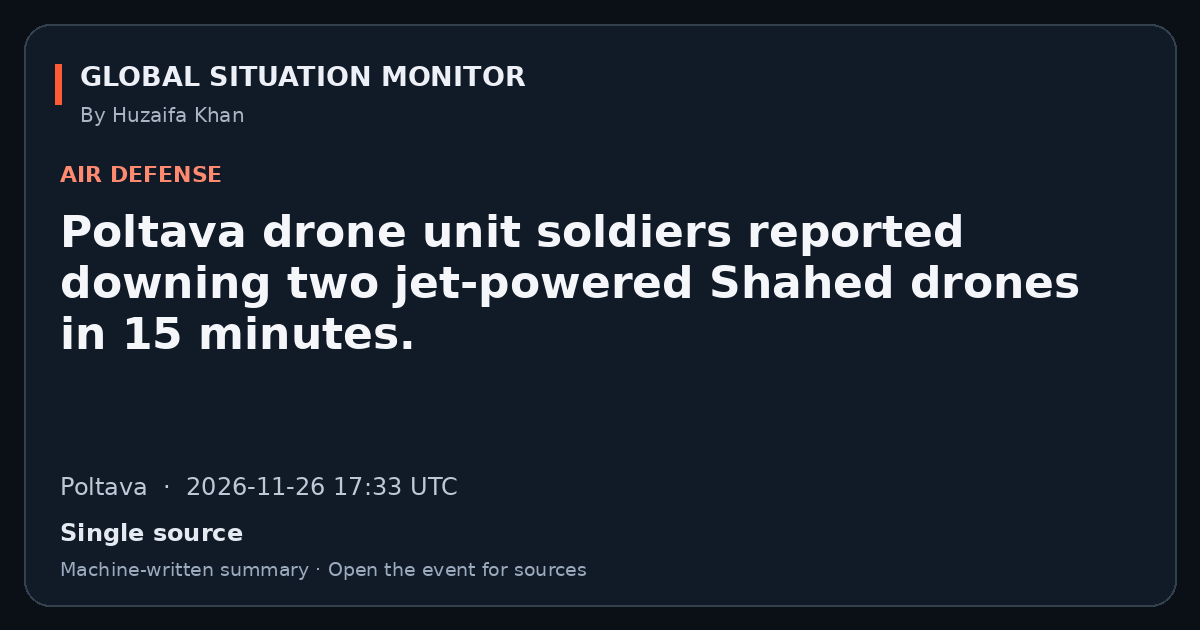 GLOBAL SITUATION MONITOR
By Huzaifa Khan
AIR DEFENSE
Poltava drone unit soldiers reported
downing two jet-powered Shahed drones
in 15 minutes.
Poltava · 2026-11-26 17:33 UTC
Single source
Machine-written summary · Open the event for sources